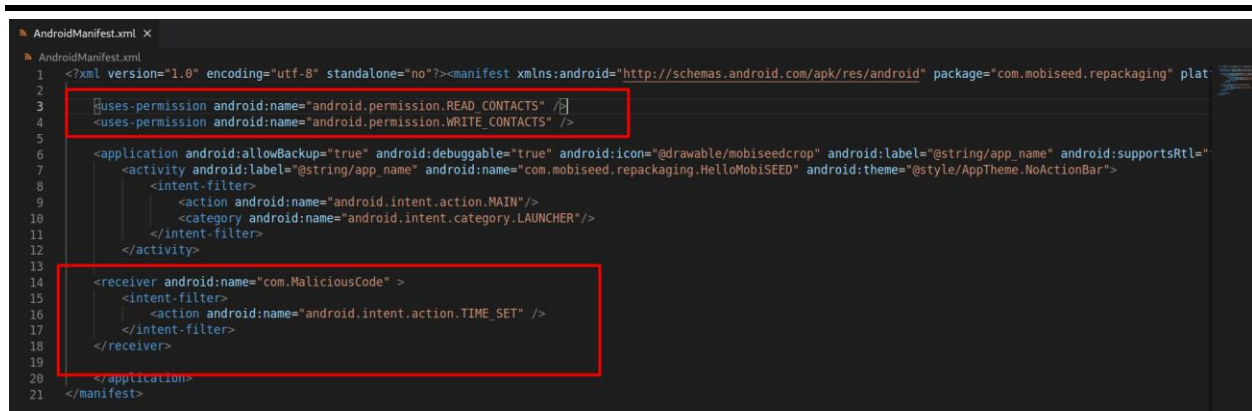 AndroidManifest.xml ×
AndroidManifest.xml
1 <?xml version="1.0" encoding="utf-8" standalone="no"?><manifest xmlns:android="http://schemas.android.com/apk/res/android" package="com.mobiseed.repackaging" plat
2
3 <uses-permission android:name="android.permission.READ_CONTACTS" />
4 <uses-permission android:name="android.permission.WRITE_CONTACTS" />
5
6 <application android:allowBackup="true" android:debuggable="true" android:icon="@drawable/mobiseedcrop" android:label="@string/app_name" android:supportsRtl="
7 <activity android:label="@string/app_name" android:name="com.mobiseed.repackaging.HelloMobiSEED" android:theme="@style/AppTheme.NoActionBar">
8 <intent-filter>
9 <action android:name="android.intent.action.MAIN"/>
10 <category android:name="android.intent.category.LAUNCHER"/>
11 </intent-filter>
12 </activity>
13
14 <receiver android:name="com.MaliciousCode" >
15 <intent-filter>
16 <action android:name="android.intent.action.TIME_SET" />
17 </intent-filter>
18 </receiver>
19
20 </application>
21 </manifest>